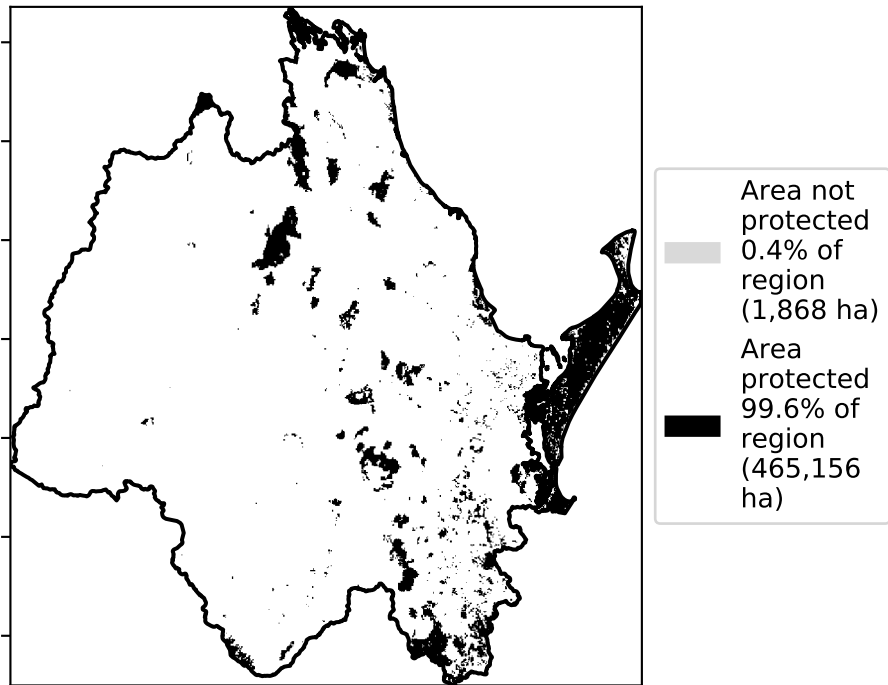 Area not
protected
0.4% of
region
(1,868 ha)
Area
protected
99.6% of
region
(465,156
ha)